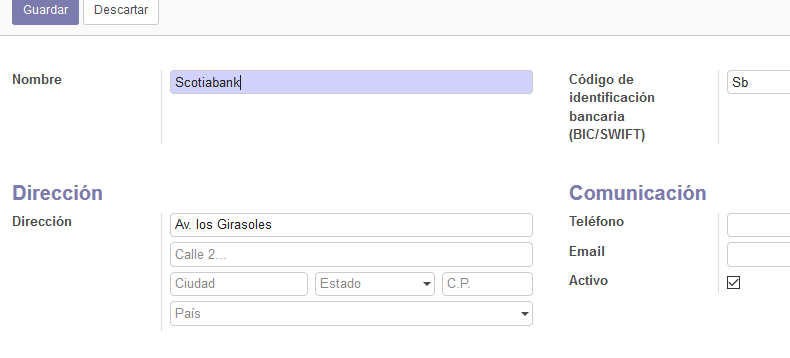 Guardar Descartar
Nombre Scotiabank
Código de identificación bancaria (BIC/SWIFT) Sb
Dirección
Dirección Av. los Girasoles
Calle 2...
Ciudad Estado C.P.
País
Comunicación
Teléfono
Email
Activo